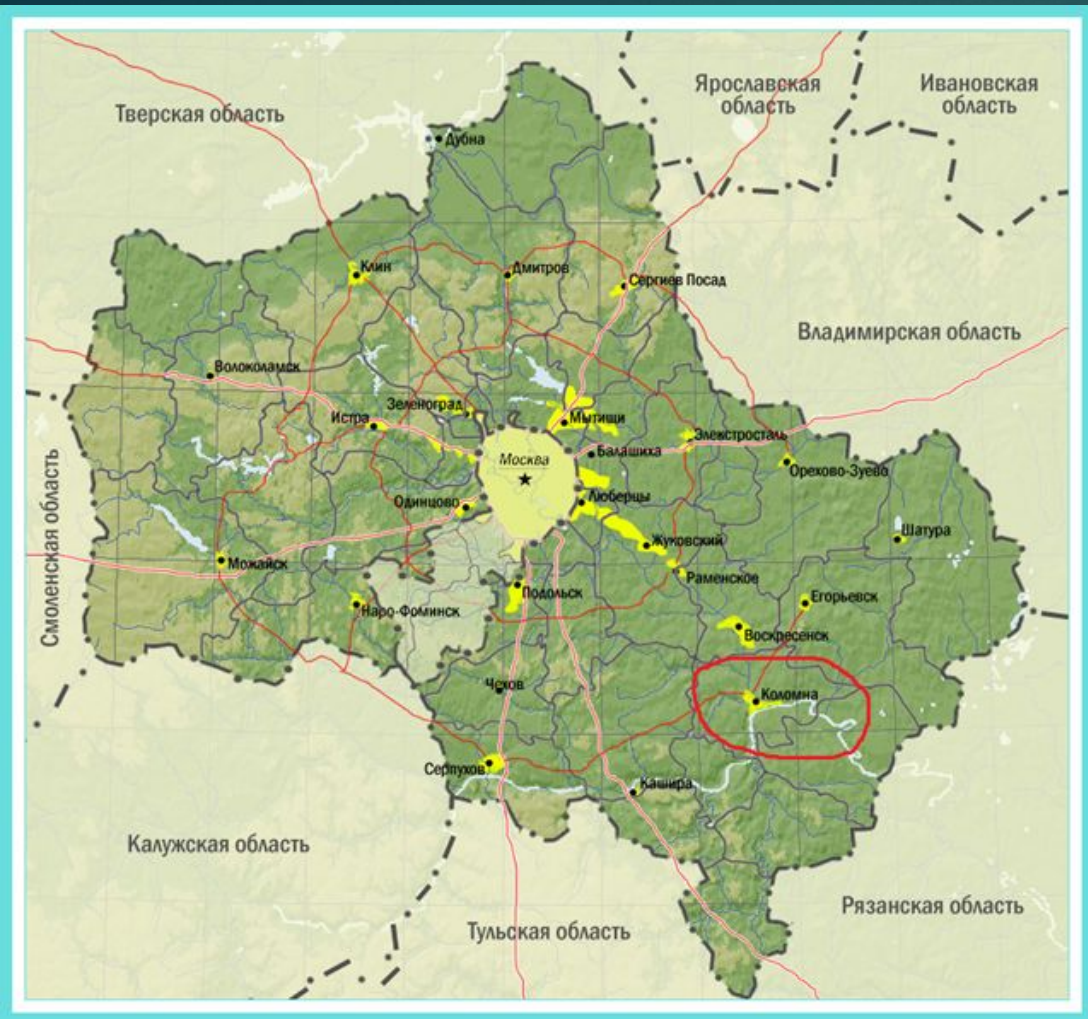 Ярославская
область
Ивановская
область
Тверская область
Дубна
Клин
Дмитров
Сергиев Посад
Владимирская область
Волоколамск
Зеленоград
Истра
Мытищи
Элекстросталь
Балашиха
Москва
Орехово-Зуево
Смоленская область
Одинцово
Люберцы
Шатура
Жуковский
Можайск
Раменское
Подольск
Егорьевск
Наро-Фоминск
Воскресенск
Чехов
Коломна
Серпухов
Кашира
Калужская область
Рязанская область
Тульская область